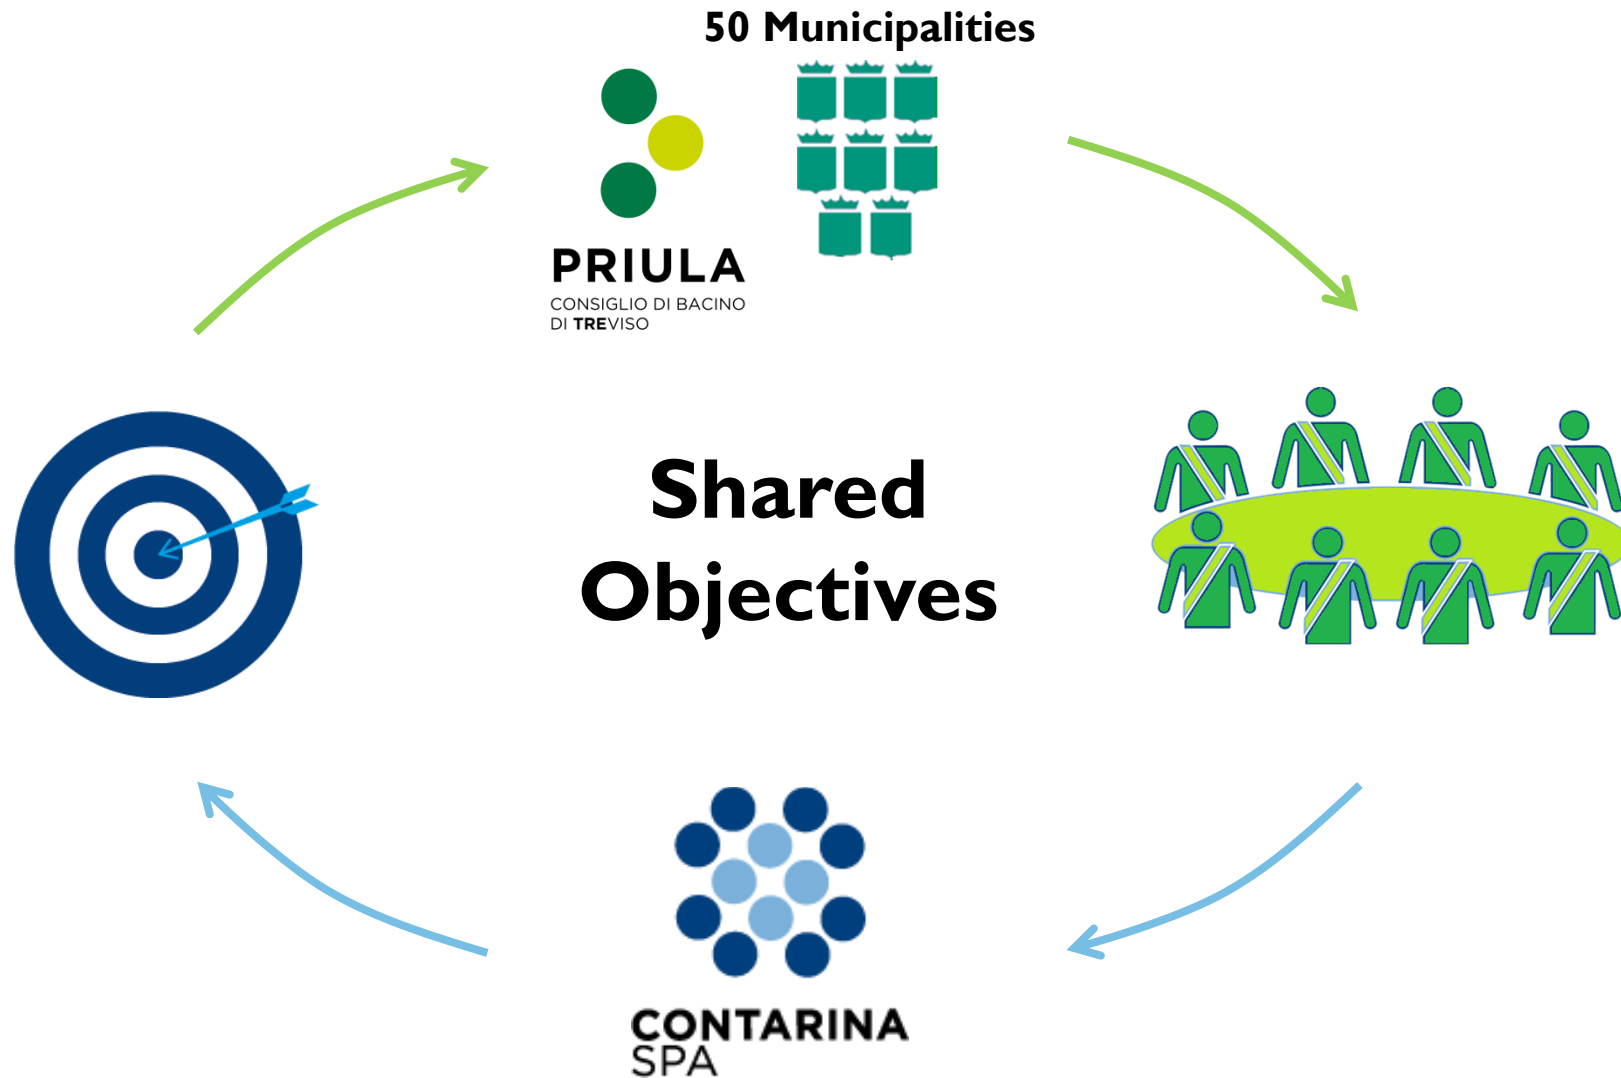 50 Municipalities
PRIULA
CONSIGLIO DI BACINO
DI TREVISO
Shared
Objectives
CONTARINA
SPA